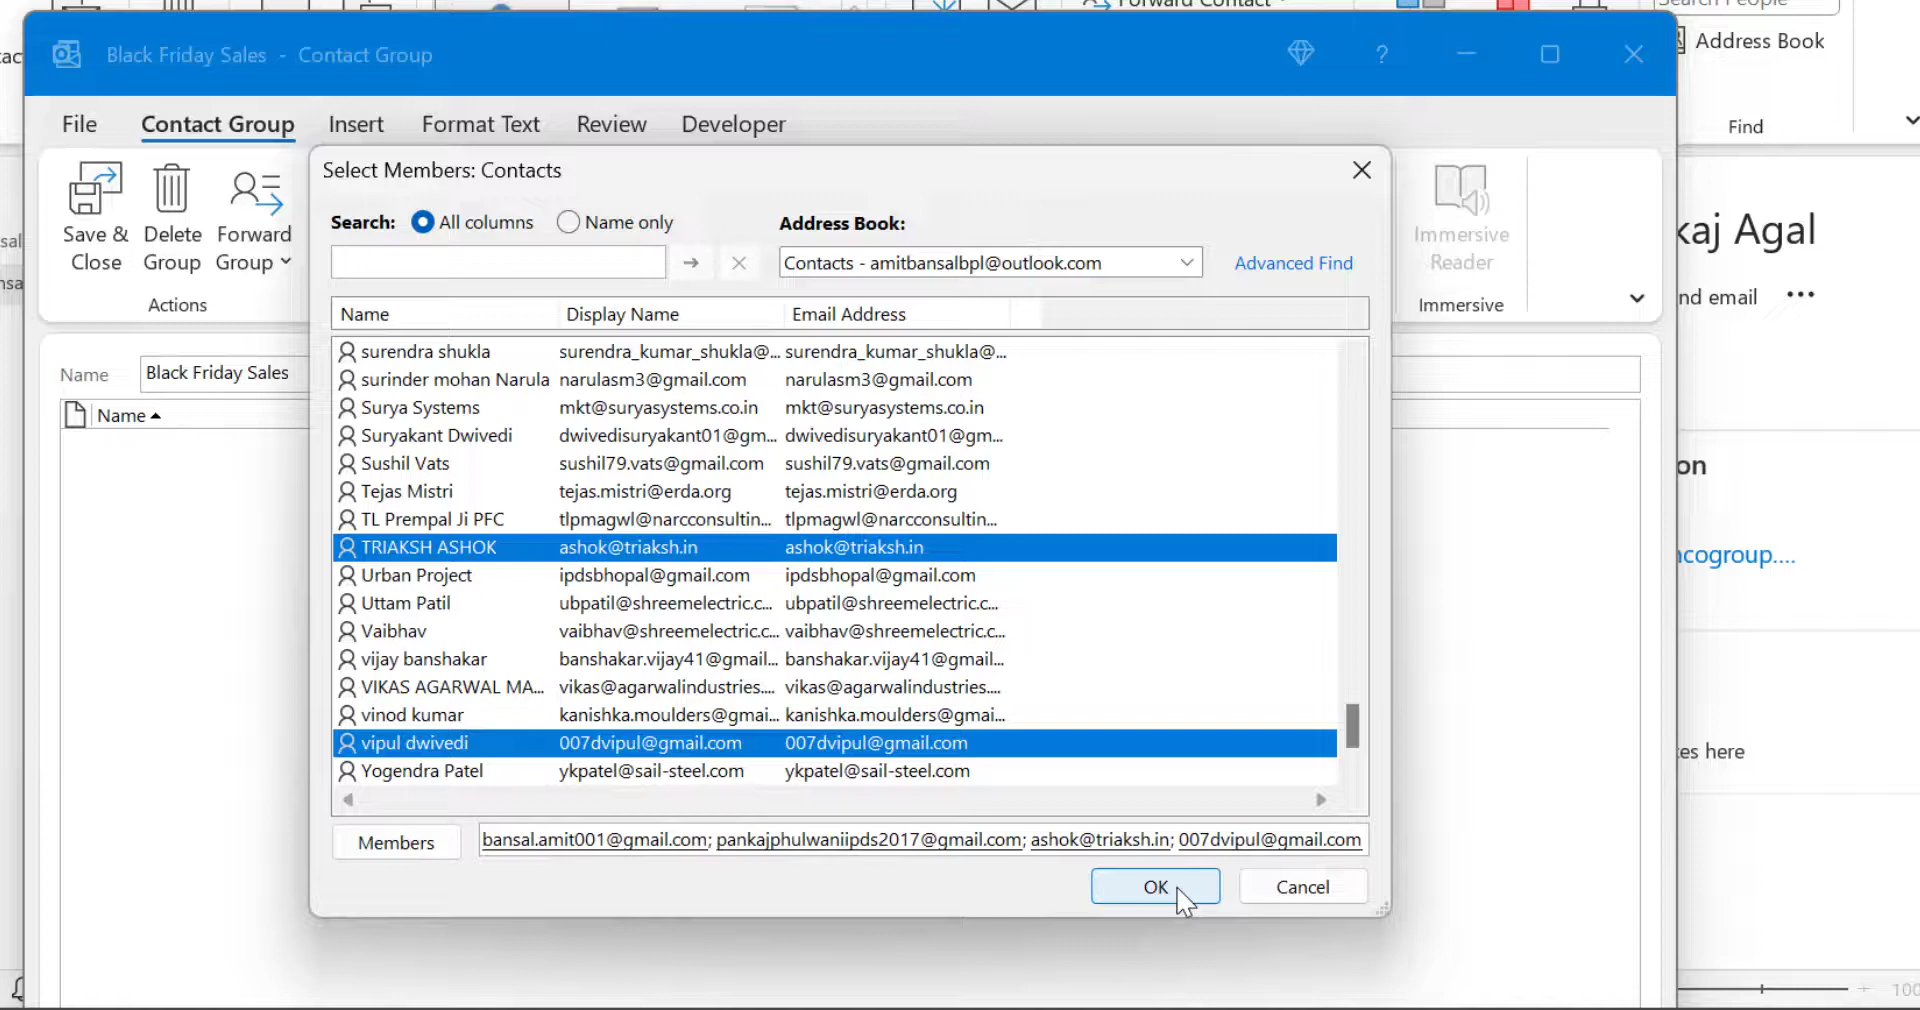 Forward Contact
Search People
Black Friday Sales - Contact Group
?
Address Book
File
Contact Group
Insert
Format Text
Review
Developer
Find
Select Members: Contacts
Save &
Close
Delete
Group
Forward
Group
Actions
Search:
All columns
Name only
Address Book:
Contacts - amitbansalbpl@outlook.com
Advanced Find
Immersive
Reader
Immersive
kaj Agal
nd email
Name
Black Friday Sales
Name
Name Display Name Email Address
surendra shukla surendra_kumar_shukla@... surendra_kumar_shukla@...
surinder mohan Narula narulasm3@gmail.com narulasm3@gmail.com
Surya Systems mkt@suryasystems.co.in mkt@suryasystems.co.in
Suryakant Dwivedi dwivedisuryakant01@gm... dwivedisuryakant01@gm...
Sushil Vats sushil79.vats@gmail.com sushil79.vats@gmail.com
Tejas Mistri tejas.mistri@erda.org tejas.mistri@erda.org
TL Prempal Ji PFC tlpmagwl@narcconsultin... tlpmagwl@narcconsultin...
TRIAKSH ASHOK ashok@triaksh.in ashok@triaksh.in
Urban Project ipdsbhopal@gmail.com ipdsbhopal@gmail.com
Uttam Patil ubpatil@shreemelectric.c... ubpatil@shreemelectric.c...
Vaibhav vaibhav@shreemelectric.c... vaibhav@shreemelectric.c...
vijay banshakar banshakar.vijay41@gmail... banshakar.vijay41@gmail...
VIKAS AGARWAL MA... vikas@agarwalindustries.... vikas@agarwalindustries....
vinod kumar kanishka.moulders@gmai... kanishka.moulders@gmai...
vipul dwivedi 007dvipul@gmail.com 007dvipul@gmail.com
Yogendra Patel ykpatel@sail-steel.com ykpatel@sail-steel.com
on
ncogroup....
es here
Members
bansal.amit001@gmail.com; pankajphulwaniipds2017@gmail.com; ashok@triaksh.in; 007dvipul@gmail.com
OK
Cancel
100